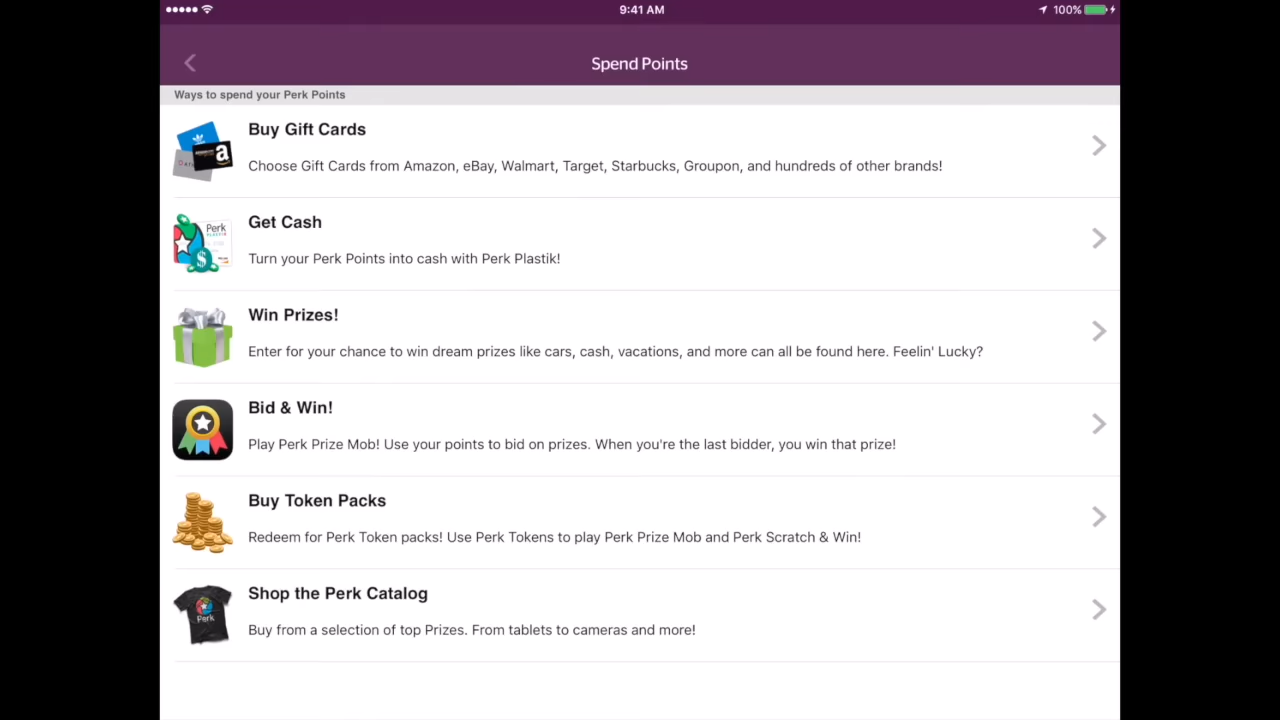 9:41 AM
100%
Spend Points
Ways to spend your Perk Points
Buy Gift Cards
Choose Gift Cards from Amazon, eBay, Walmart, Target, Starbucks, Groupon, and hundreds of other brands!
Get Cash
Perk
Turn your Perk Points into cash with Perk Plastik!
Win Prizes!
Enter for your chance to win dream prizes like cars, cash, vacations, and more can all be found here. Feelin' Lucky?
Bid & Win!
Play Perk Prize Mob! Use your points to bid on prizes. When you're the last bidder, you win that prize!
Buy Token Packs
Redeem for Perk Token packs! Use Perk Tokens to play Perk Prize Mob and Perk Scratch & Win!
Shop the Perk Catalog
Perk
Buy from a selection of top Prizes. From tablets to cameras and more!